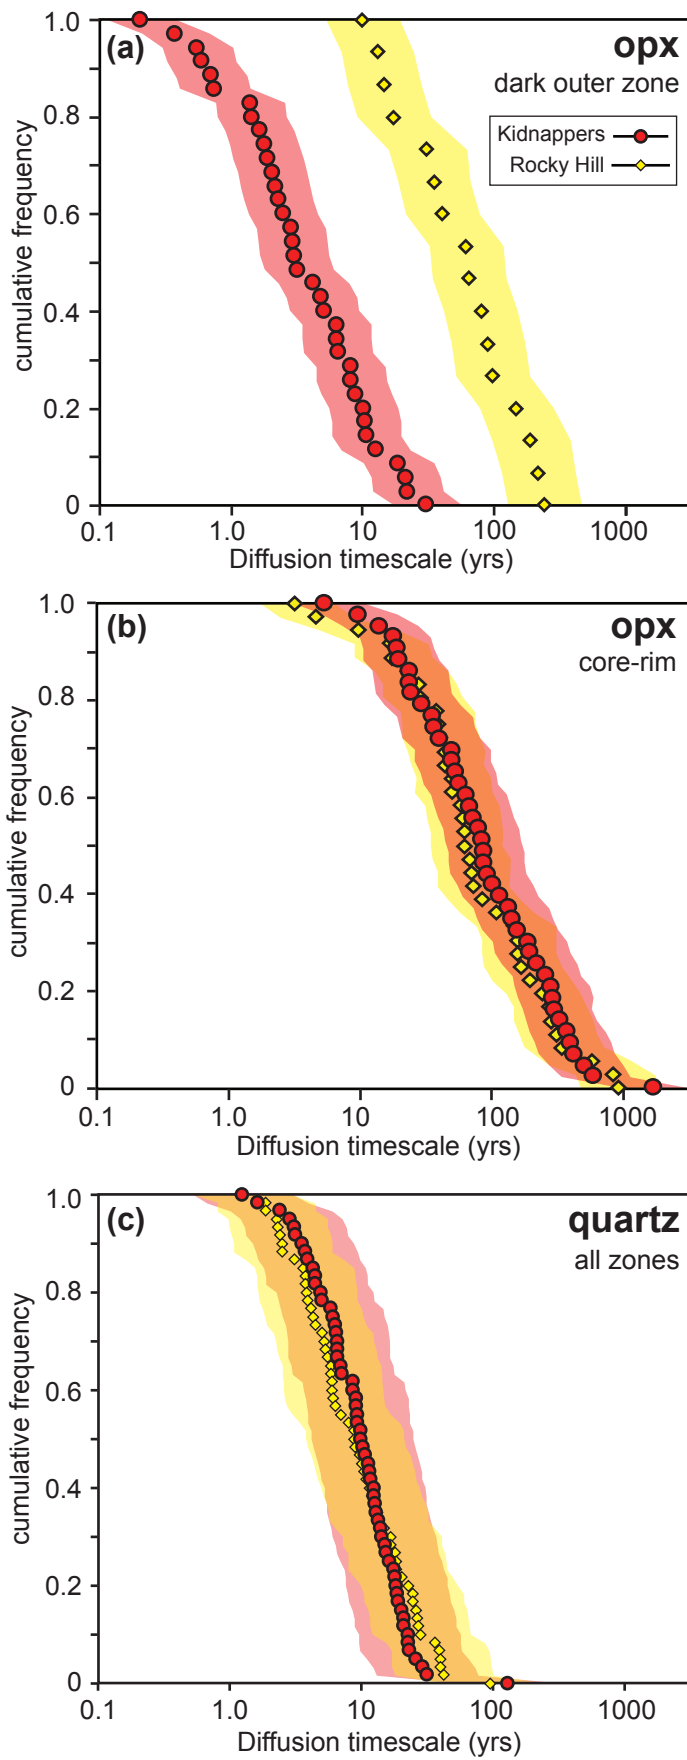 (a)
opx
dark outer zone
Kidnappers
Rocky Hill
cumulative frequency
1.0
0.8
0.6
0.4
0.2
0
0.1
1.0
10
100
1000
Diffusion timescale (yrs)
(b)
opx
core-rim
cumulative frequency
1.0
0.8
0.6
0.4
0.2
0
0.1
1.0
10
100
1000
Diffusion timescale (yrs)
(c)
quartz
all zones
cumulative frequency
1.0
0.8
0.6
0.4
0.2
0
0.1
1.0
10
100
1000
Diffusion timescale (yrs)